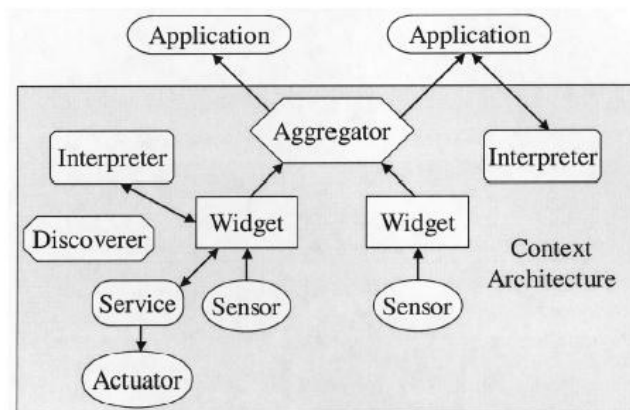 Application
Application
Aggregator
Interpreter
Interpreter
Widget
Widget
Discoverer
Context
Architecture
Service
Sensor
Sensor
Actuator